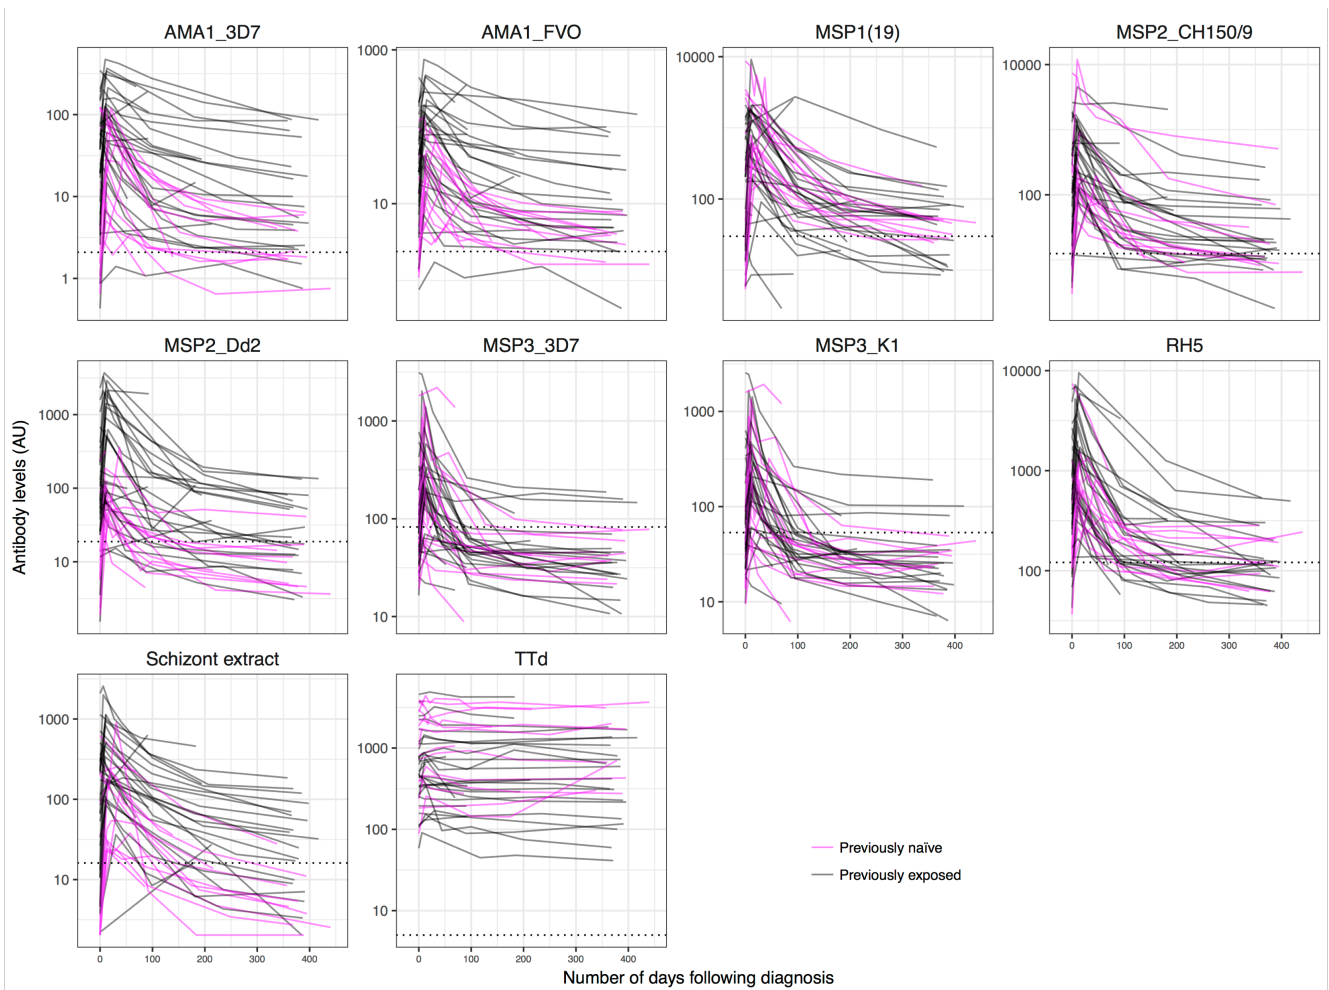 AMA1_3D7 AMA1_FVO MSP1(19) MSP2_CH150/9
100
10
1
1000
10
10000
100
10000
100
MSP2_Dd2 MSP3_3D7 MSP3_K1 RH5
1000
100
10
1000
100
10
1000
100
10
0 100 200 300 400
10000
1000
100
0 100 200 300 400
Schizont extract TTd
1000
100
10
0 100 200 300 400
1000
100
10
0 100 200 300 400
Antibody levels (AU)
Number of days following diagnosis
Previously naïve
Previously exposed